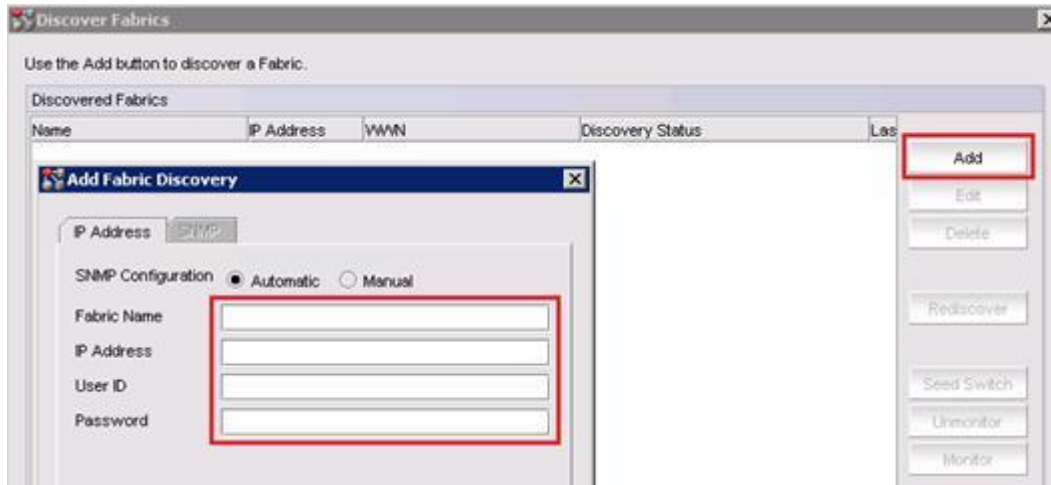 Discover Fabrics
Use the Add button to discover a Fabric.
Discovered Fabrics
Name IP Address WWN Discovery Status Las
Add
Add Fabric Discovery
Edit
IP Address SNMP
Delete
SNMP Configuration Automatic Manual
Fabric Name
Rediscover
IP Address
User ID
Seed Switch
Password
Unmonitor
Monitor